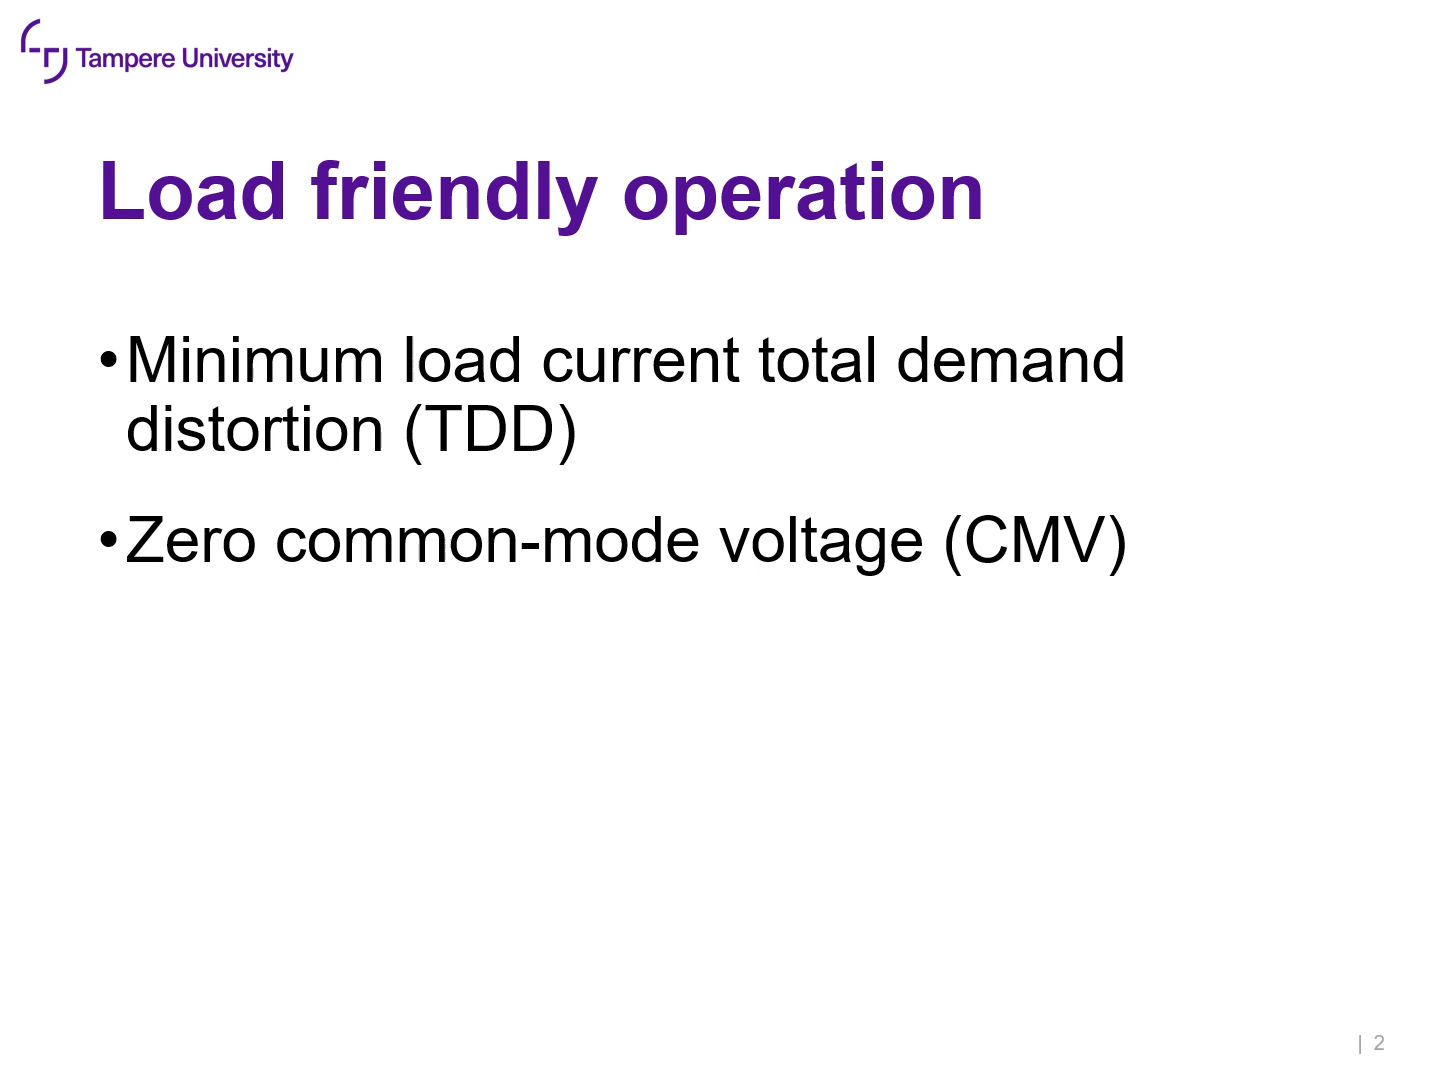 Tampere University
Load friendly operation
•Minimum load current total demand
distortion (TDD)
•Zero common-mode voltage (CMV)
| 2